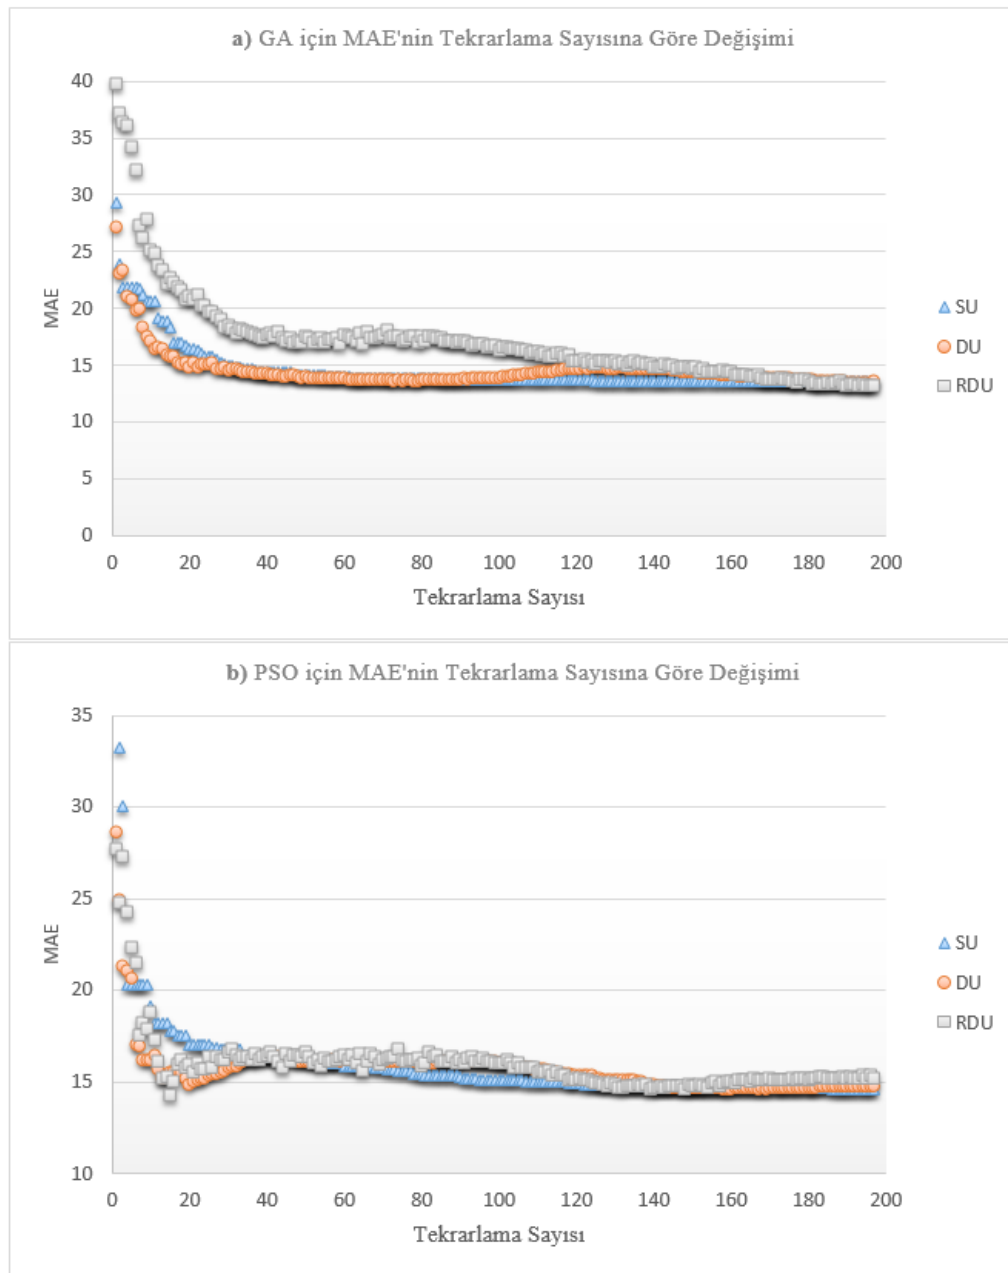 a) GA için MAE'nin Tekrarlama Sayısına Göre Değişimi
40
35
30
25
20
15
10
5
0
MAE
0 20 40 60 80 100 120 140 160 180 200
Tekrarlama Sayısı
SU
DU
RDU
b) PSO için MAE'nin Tekrarlama Sayısına Göre Değişimi
35
30
25
20
15
10
MAE
0 20 40 60 80 100 120 140 160 180 200
Tekrarlama Sayısı
SU
DU
RDU